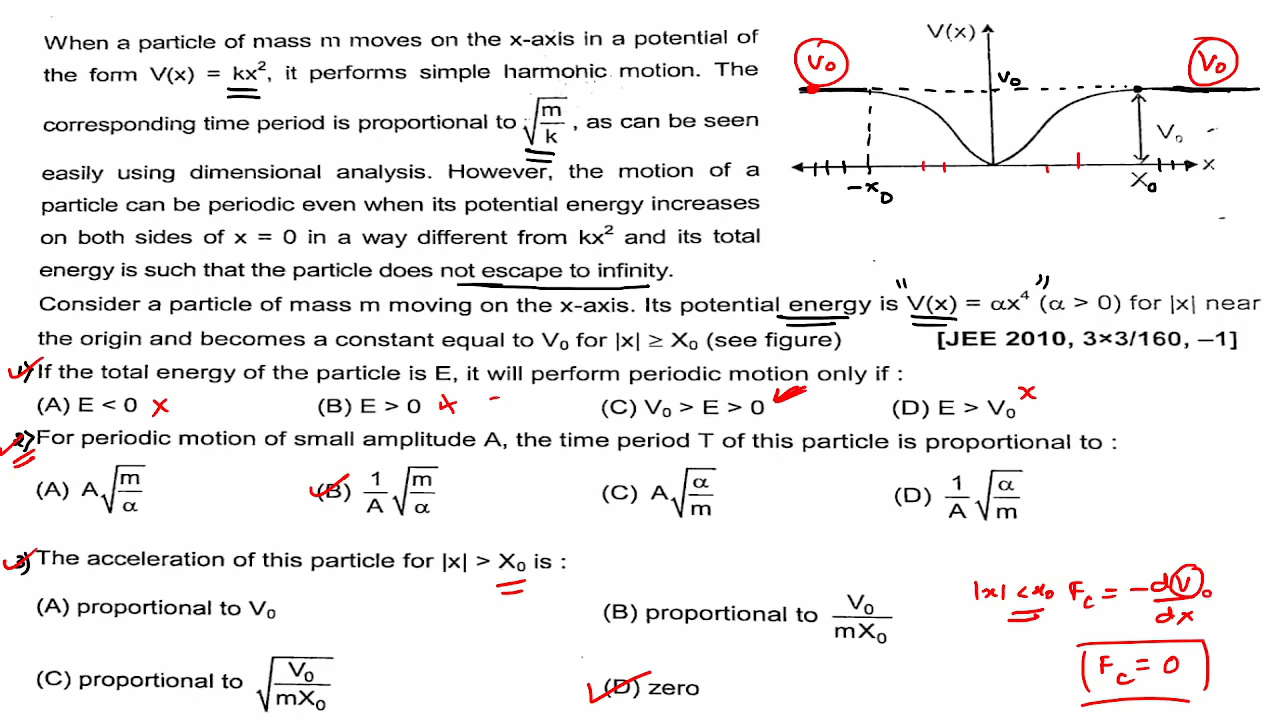 When a particle of mass m moves on the x-axis in a potential of
the form V(x) = kx², it performs simple harmonic motion. The
corresponding time period is proportional to √(m/k), as can be seen
easily using dimensional analysis. However, the motion of a
particle can be periodic even when its potential energy increases
on both sides of x = 0 in a way different from kx² and its total
energy is such that the particle does not escape to infinity.
Consider a particle of mass m moving on the x-axis. Its potential energy is "V(x) = αx⁴" (α > 0) for |x| near
the origin and becomes a constant equal to V₀ for |x| ≥ X₀ (see figure) [JEE 2010, 3×3/160, –1]
V(x)
V₀
V₀
V₀
V₀
x
-x₀
X₀
1) If the total energy of the particle is E, it will perform periodic motion only if :
(A) E < 0 x (B) E > 0 x (C) V₀ > E > 0 (D) E > V₀ x
2) For periodic motion of small amplitude A, the time period T of this particle is proportional to :
(A) A√(m/α) (B) 1/A √(m/α) (C) A√(α/m) (D) 1/A √(α/m)
3) The acceleration of this particle for |x| > X₀ is :
(A) proportional to V₀ (B) proportional to V₀/mX₀
(C) proportional to √(V₀/mX₀) (D) zero
|x| < x₀ F_c = -dV₀/dx
F_c = 0